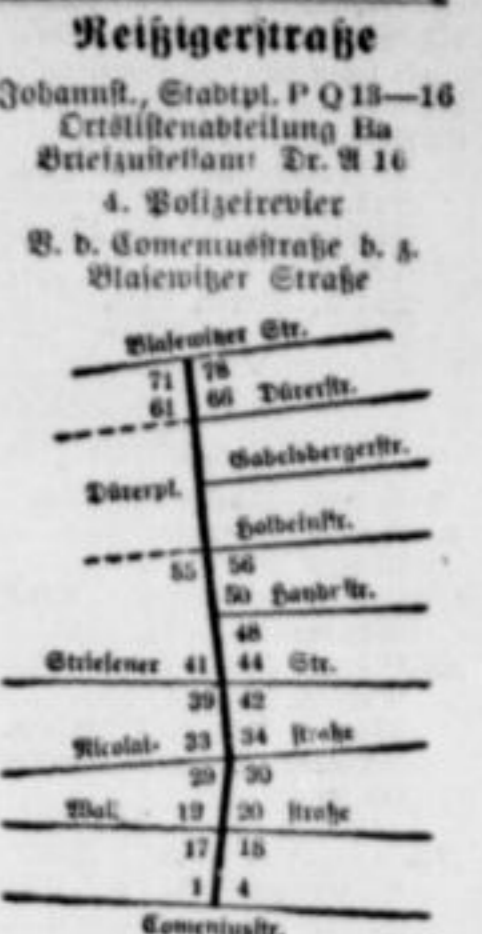 Reißigerstraße
Johannst., Stadtpl. P Q 13—16
Ortslistenabteilung Ba
Briefzustellamt Dr. A 16
4. Polizeirevier
V. d. Comeniusstraße b. z.
Blasewitzer Straße
Blasewitzer Str.
71 78
61 66 Dürerstr.
Gabelsbergerstr.
Dürerpl.
Holbeinstr.
55 56
50
48
Striesener 41 44 Str.
39 42
Nicolai- 33 34 straße
29 30
19 20 straße
17 18
1 4
Comeniusstr.